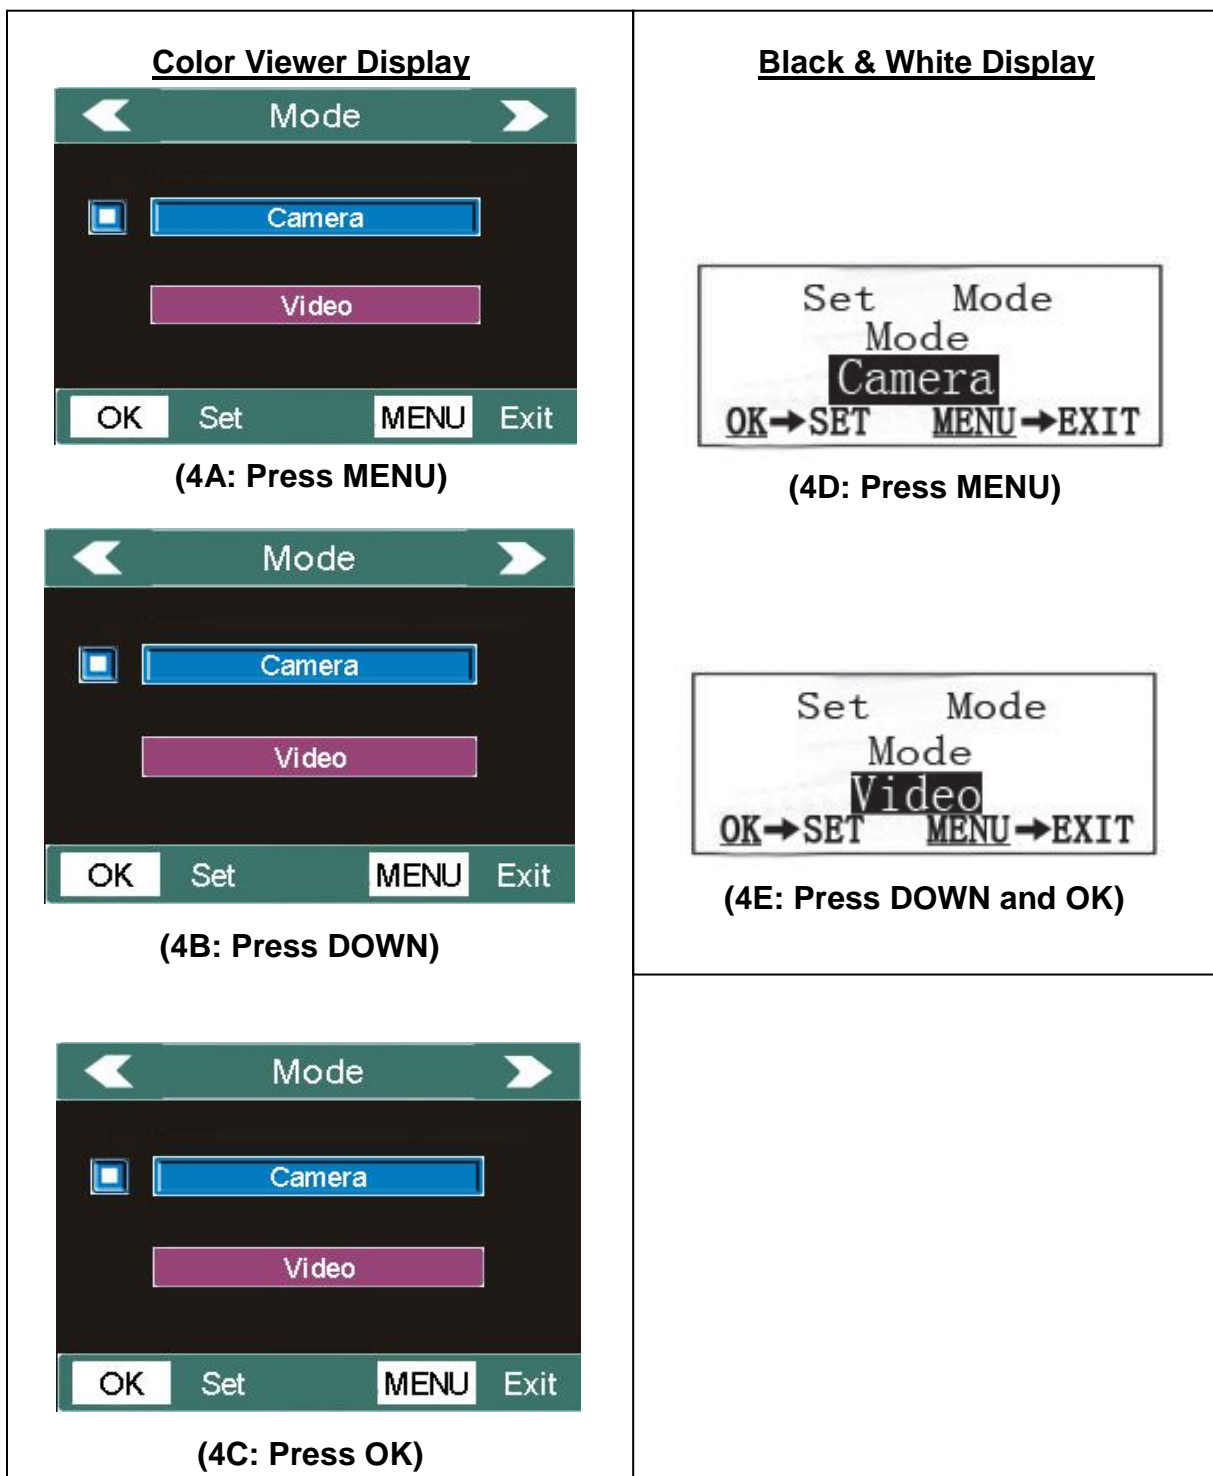 Color Viewer Display
Mode
Camera
Video
OK Set MENU Exit
(4A: Press MENU)
Mode
Camera
Video
OK Set MENU Exit
(4B: Press DOWN)
Mode
Camera
Video
OK Set MENU Exit
(4C: Press OK)
Black & White Display
Set Mode
Mode
Camera
OK→SET MENU→EXIT
(4D: Press MENU)
Set Mode
Mode
Video
OK→SET MENU→EXIT
(4E: Press DOWN and OK)